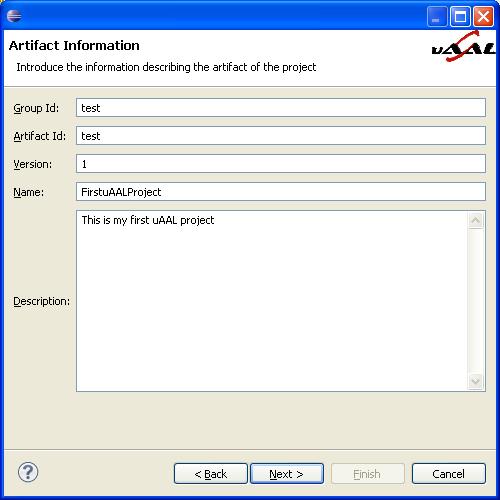 Artifact Information
Introduce the information describing the artifact of the project
uAAL
Group Id: test
Artifact Id: test
Version: 1
Name: FirstuAALProject
This is my first uAAL project
Description:
< Back Next > Finish Cancel